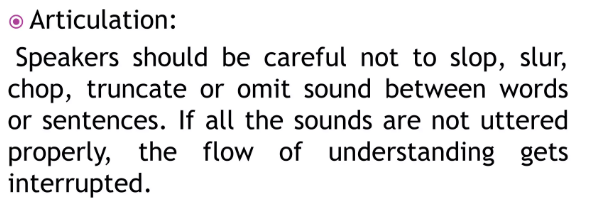 Articulation:
Speakers should be careful not to slop, slur,
chop, truncate or omit sound between words
or sentences. If all the sounds are not uttered
properly, the flow of understanding gets
interrupted.